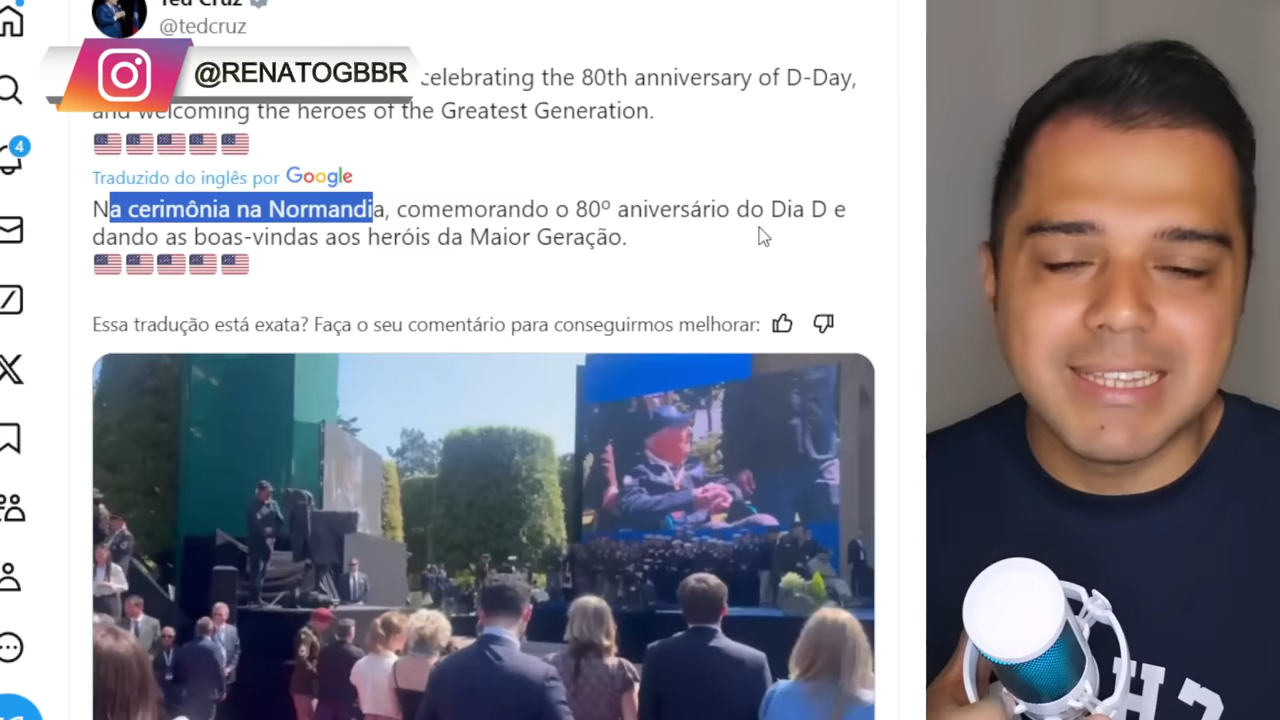 Ted Cruz
@tedcruz
@RENATOGBBR
celebrating the 80th anniversary of D-Day,
and welcoming the heroes of the Greatest Generation.
4
Traduzido do inglês por Google
Na cerimônia na Normandia, comemorando o 80º aniversário do Dia D e
dando as boas-vindas aos heróis da Maior Geração.
Essa tradução está exata? Faça o seu comentário para conseguirmos melhorar: